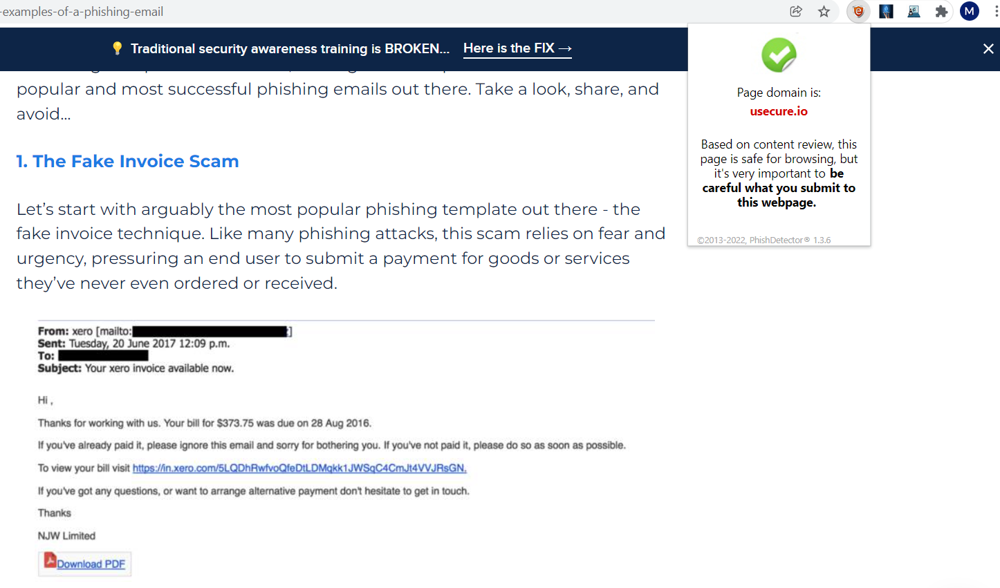 -examples-of-a-phishing-email
M
Traditional security awareness training is BROKEN... Here is the FIX →
popular and most successful phishing emails out there. Take a look, share, and
avoid...
1. The Fake Invoice Scam
Let’s start with arguably the most popular phishing template out there - the
fake invoice technique. Like many phishing attacks, this scam relies on fear and
urgency, pressuring an end user to submit a payment for goods or services
they’ve never even ordered or received.
From: xero [mailto: ]
Sent: Tuesday, 20 June 2017 12:09 p.m.
To:
Subject: Your xero invoice available now.
Hi ,
Thanks for working with us. Your bill for $373.75 was due on 28 Aug 2016.
If you've already paid it, please ignore this email and sorry for bothering you. If you've not paid it, please do so as soon as possible.
To view your bill visit https://in.xero.com/5LQDhRwfvoQfeDtLDMqkk1JWSqC4CmJt4VVJRsGN.
If you've got any questions, or want to arrange alternative payment don't hesitate to get in touch.
Thanks
NJW Limited
Download PDF
Page domain is:
usecure.io
Based on content review, this
page is safe for browsing, but
it's very important to be
careful what you submit to
this webpage.
©2013-2022, PhishDetector® 1.3.6